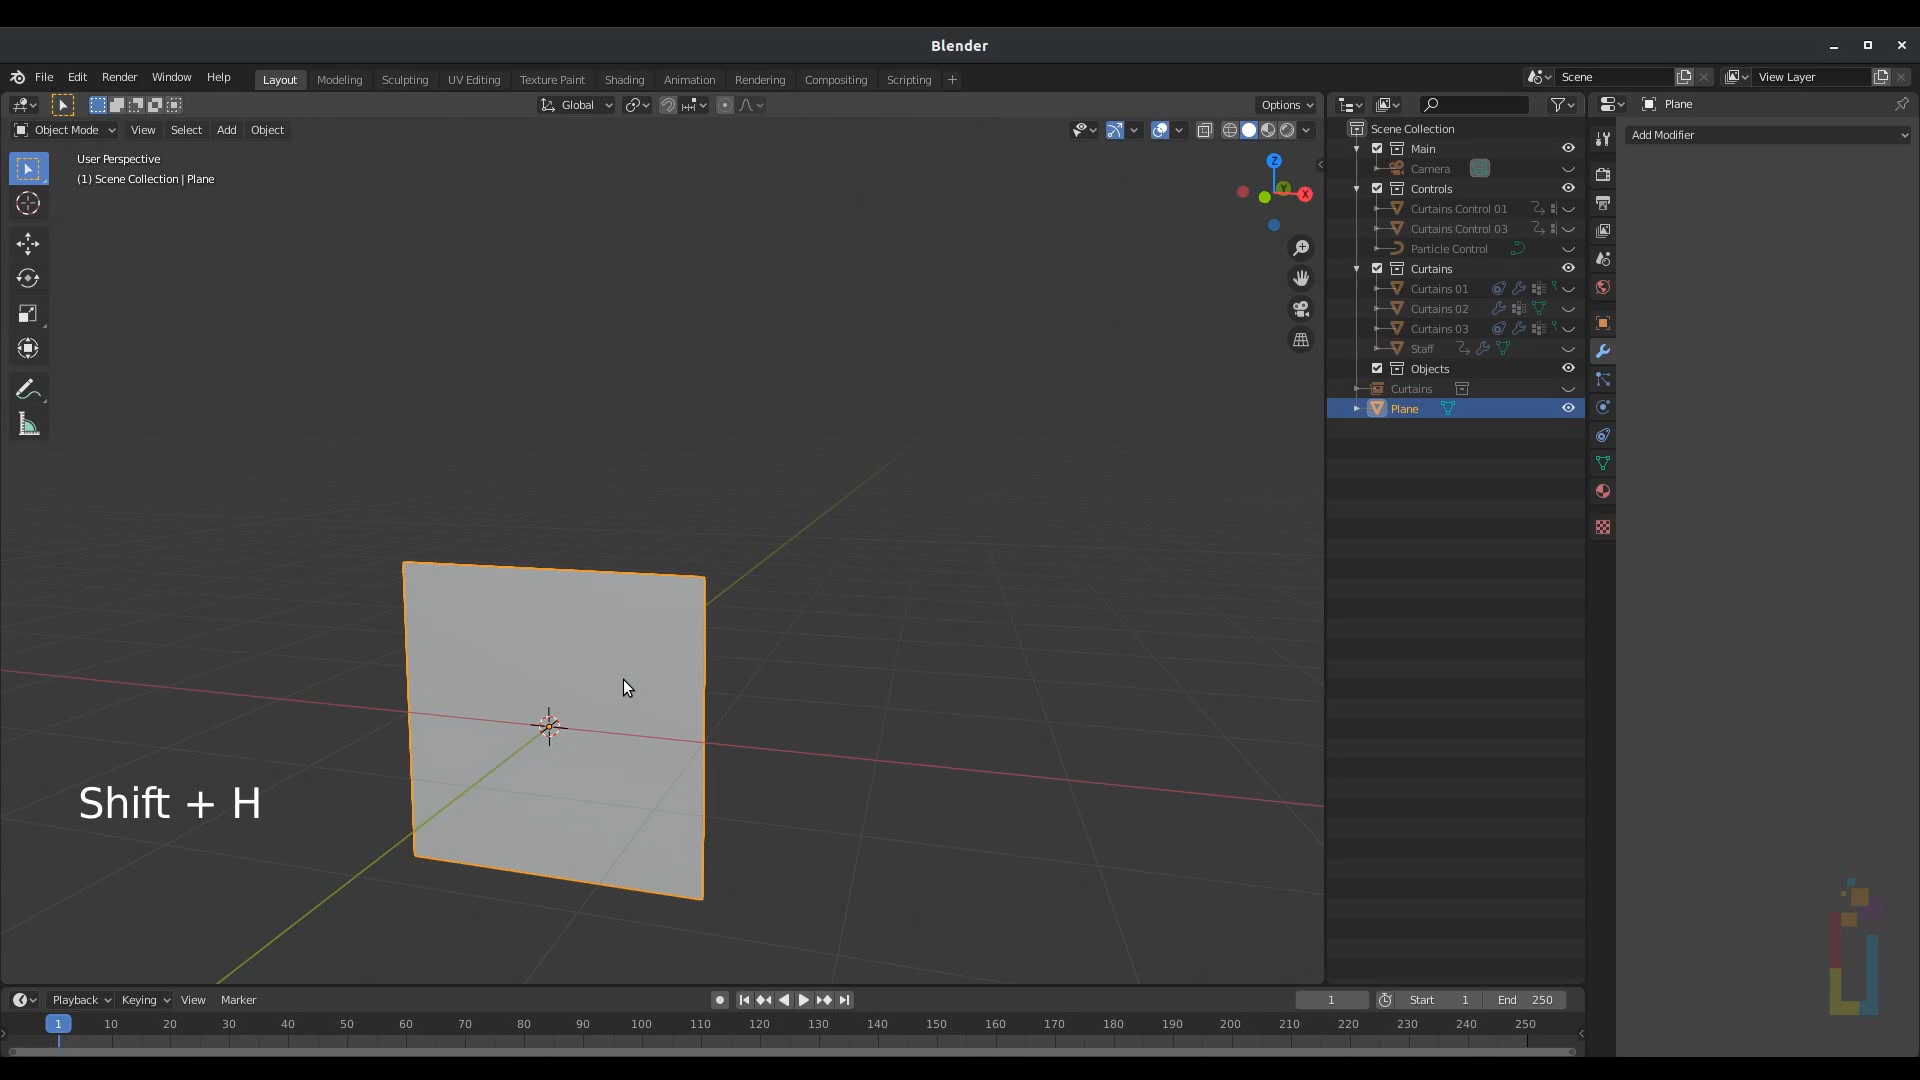 Blender
File Edit Render Window Help Layout Modeling Sculpting UV Editing Texture Paint Shading Animation Rendering Compositing Scripting + Scene View Layer
Global Options Plane
Object Mode View Select Add Object Scene Collection Add Modifier
User Perspective
(1) Scene Collection | Plane
Z
Y
X
Main
Camera
Controls
Curtains Control 01
Curtains Control 03
Particle Control
Curtains
Curtains 01
Curtains 02
Curtains 03
Staff
Objects
Curtains
Plane
Shift + H
Playback Keying View Marker 1 Start 1 End 250
1 10 20 30 40 50 60 70 80 90 100 110 120 130 140 150 160 170 180 190 200 210 220 230 240 250